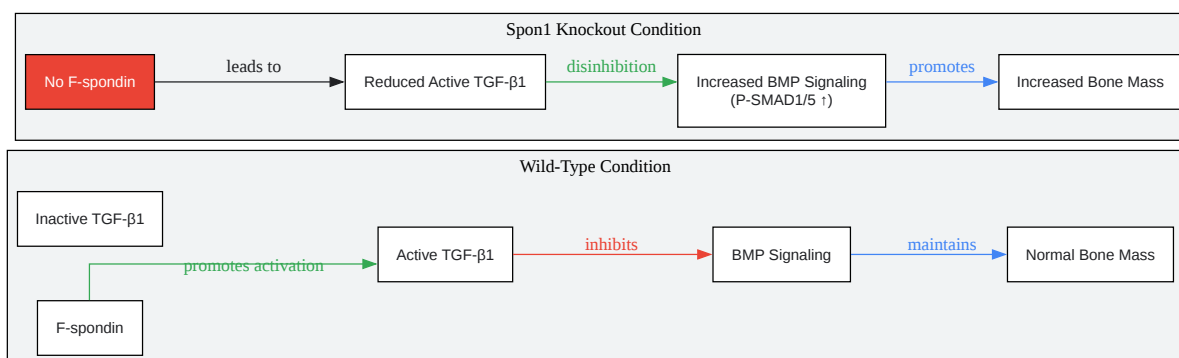 Spon1 Knockout Condition
No F-spondin
leads to
Reduced Active TGF-β1
disinhibition
Increased BMP Signaling
(P-SMAD1/5 ↑)
promotes
Increased Bone Mass
Wild-Type Condition
Inactive TGF-β1
promotes activation
Active TGF-β1
inhibits
BMP Signaling
maintains
Normal Bone Mass
F-spondin